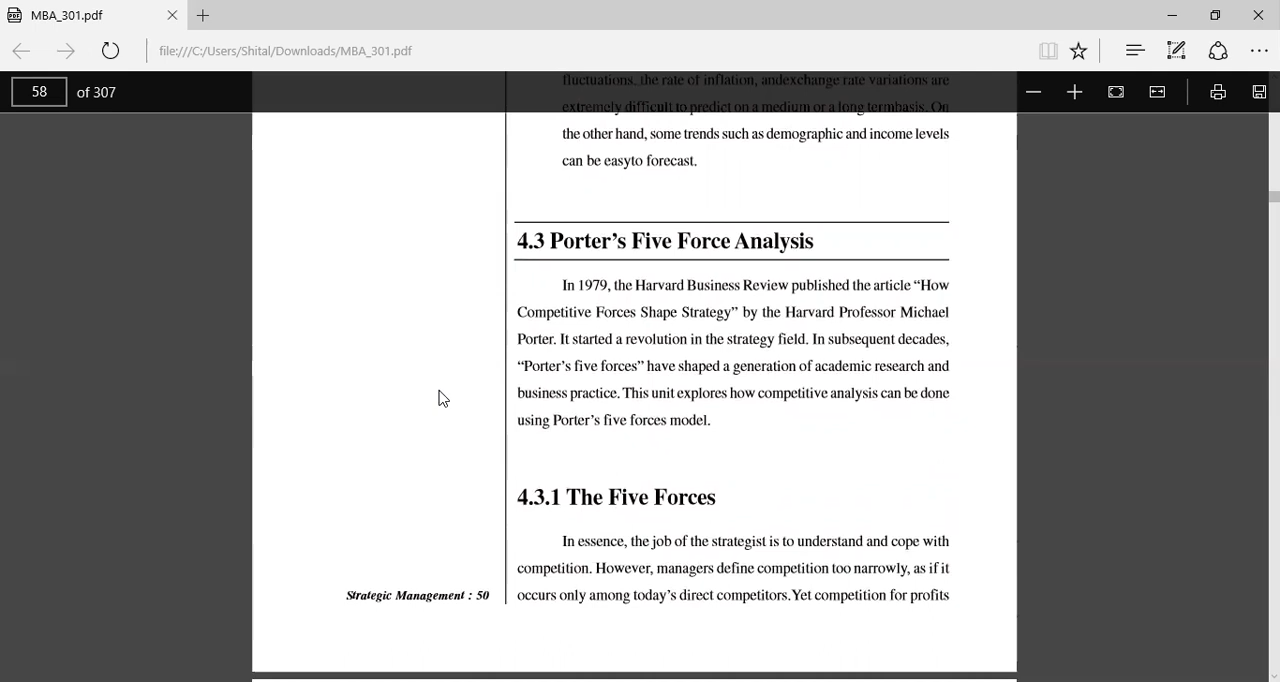 MBA_301.pdf
file:///C:/Users/Shital/Downloads/MBA_301.pdf
58 of 307
fluctuations..the rate of inflation, andexchange rate variations are
extremely difficult to predict on a medium or a long termbasis. On
the other hand, some trends such as demographic and income levels
can be easyto forecast.
4.3 Porter’s Five Force Analysis
In 1979, the Harvard Business Review published the article “How
Competitive Forces Shape Strategy” by the Harvard Professor Michael
Porter. It started a revolution in the strategy field. In subsequent decades,
“Porter’s five forces” have shaped a generation of academic research and
business practice. This unit explores how competitive analysis can be done
using Porter’s five forces model.
4.3.1 The Five Forces
In essence, the job of the strategist is to understand and cope with
competition. However, managers define competition too narrowly, as if it
occurs only among today’s direct competitors.Yet competition for profits
Strategic Management : 50